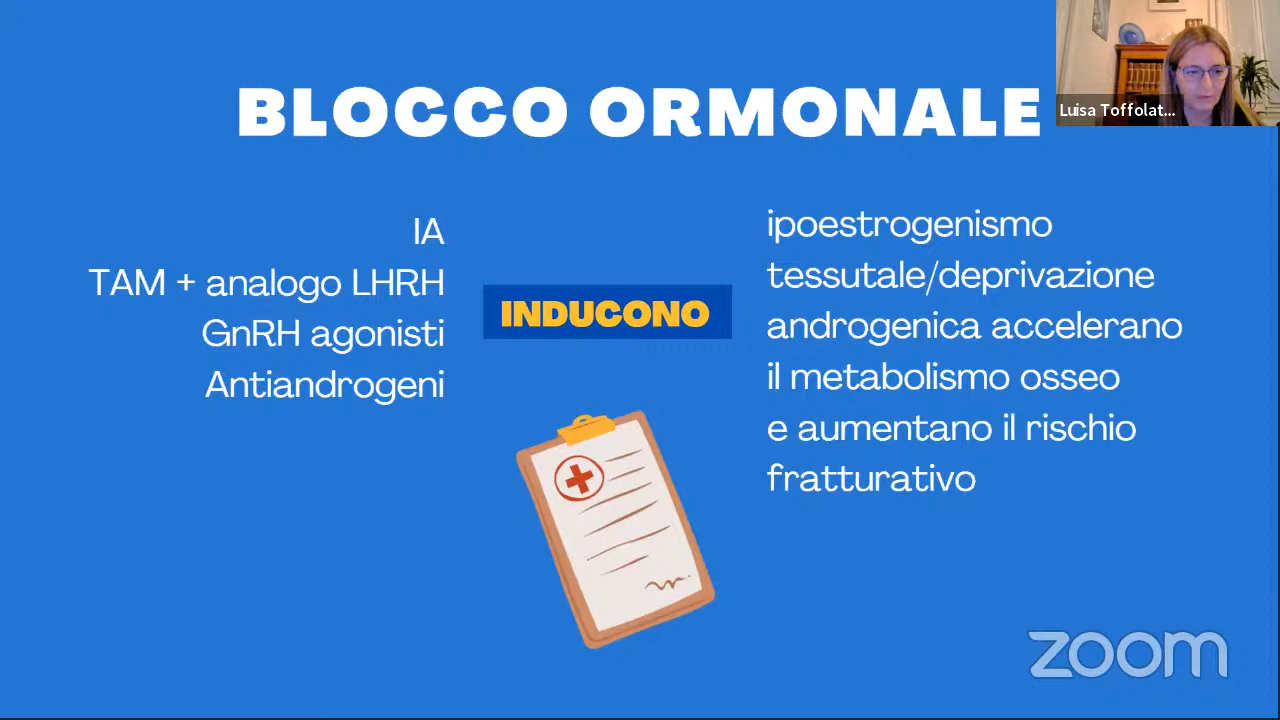 BLOCCO ORMONALE
Luisa Toffolat...
IA
TAM + analogo LHRH
GnRH agonisti
Antiandrogeni
INDUCONO
ipoestrogenismo
tessutale/deprivazione
androgenica accelerano
il metabolismo osseo
e aumentano il rischio
fratturativo
zoom